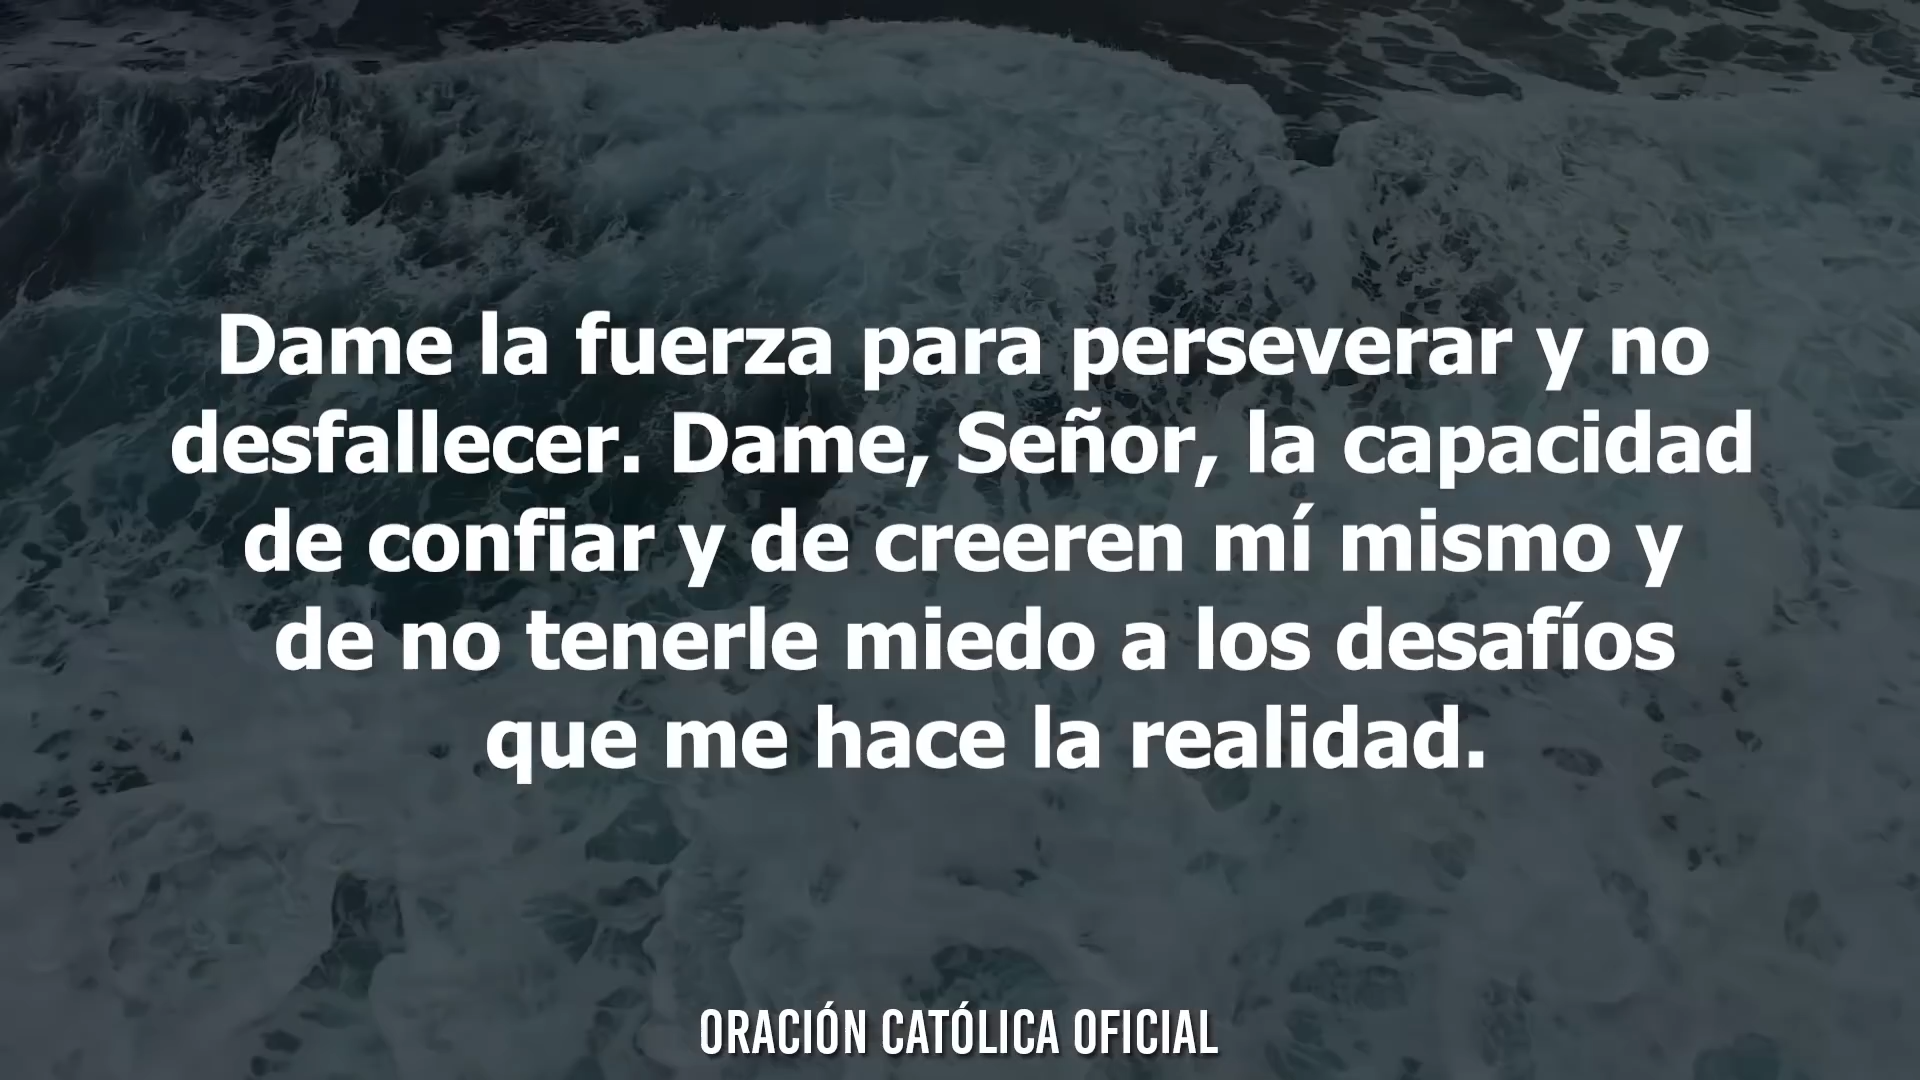 Dame la fuerza para perseverar y no
desfallecer. Dame, Señor, la capacidad
de confiar y de creeren mí mismo y
de no tenerle miedo a los desafíos
que me hace la realidad.
ORACIÓN CATÓLICA OFICIAL